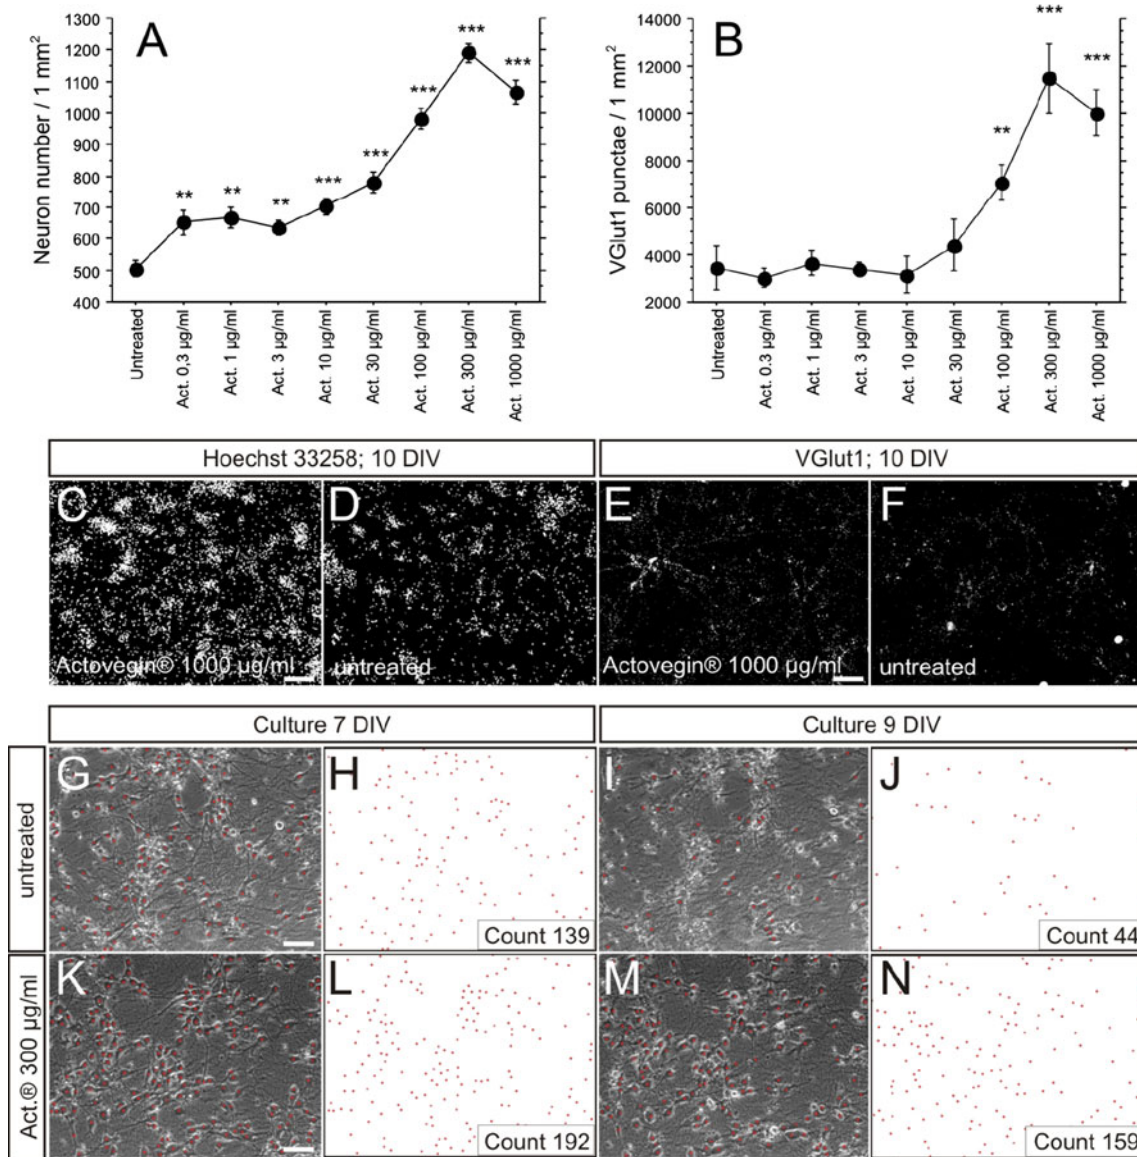 A
Neuron number / 1 mm²
1300
1200
1100
1000
900
800
700
600
500
400
**
**
**
***
***
***
***
***
Untreated
Act. 0,3 µg/ml
Act. 1 µg/ml
Act. 3 µg/ml
Act. 10 µg/ml
Act. 30 µg/ml
Act. 100 µg/ml
Act. 300 µg/ml
Act. 1000 µg/ml
B
VGlut1 punctae / 1 mm²
14000
12000
10000
8000
6000
4000
2000
**
***
***
Untreated
Act. 0.3 µg/ml
Act. 1 µg/ml
Act. 3 µg/ml
Act. 10 µg/ml
Act. 30 µg/ml
Act. 100 µg/ml
Act. 300 µg/ml
Act. 1000 µg/ml
Hoechst 33258; 10 DIV
VGlut1; 10 DIV
C
Actovegin® 1000 µg/ml
D
untreated
E
Actovegin® 1000 µg/ml
F
untreated
Culture 7 DIV
Culture 9 DIV
untreated
G
H
Count 139
I
J
Count 44
Act.® 300 µg/ml
K
L
Count 192
M
N
Count 159